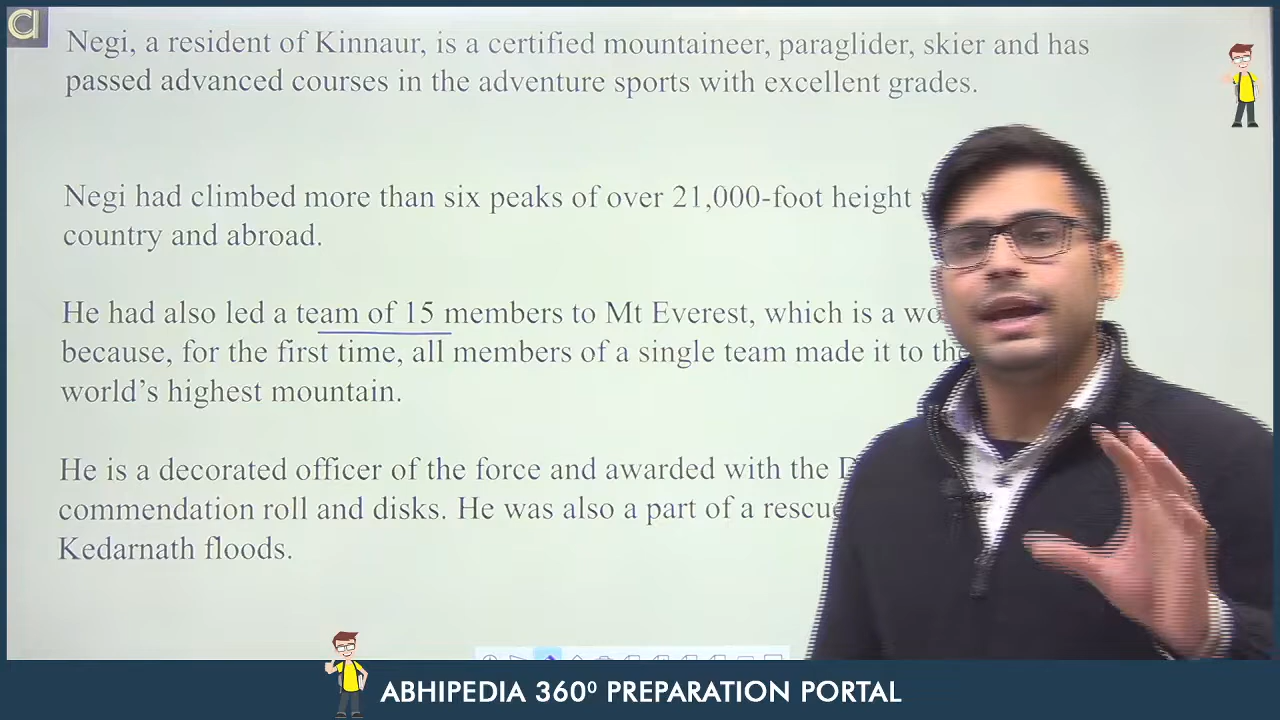 Negi, a resident of Kinnaur, is a certified mountaineer, paraglider, skier and has
passed advanced courses in the adventure sports with excellent grades.
Negi had climbed more than six peaks of over 21,000-foot height
country and abroad.
He had also led a team of 15 members to Mt Everest, which is a
because, for the first time, all members of a single team made it to the
world's highest mountain.
He is a decorated officer of the force and awarded with the
commendation roll and disks. He was also a part of a
Kedarnath floods.
ABHIPEDIA 360⁰ PREPARATION PORTAL